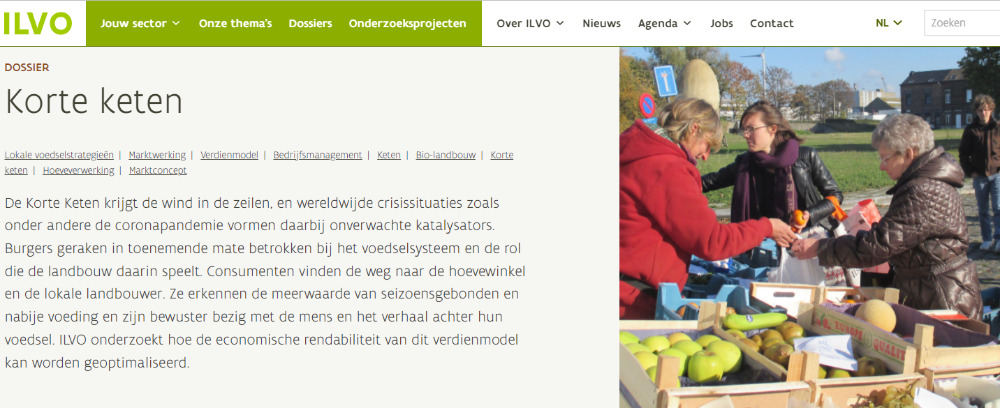 ILVO
Jouw sector
Onze thema's
Dossiers
Onderzoeksprojecten
Over ILVO
Nieuws
Agenda
Jobs
Contact
NL
Zoeken
DOSSIER
Korte keten
Lokale voedselstrategieën | Marktwerking | Verdienmodel | Bedrijfsmanagement | Keten | Bio-landbouw | Korte
keten | Hoeveverwerking | Marktconcept
De Korte Keten krijgt de wind in de zeilen, en wereldwijde crisissituaties zoals
onder andere de coronapandemie vormen daarbij onverwachte katalysators.
Burgers geraken in toenemende mate betrokken bij het voedselsysteem en de rol
die de landbouw daarin speelt. Consumenten vinden de weg naar de hoevewinkel
en de lokale landbouwer. Ze erkennen de meerwaarde van seizoensgebonden en
nabije voeding en zijn bewuster bezig met de mens en het verhaal achter hun
voedsel. ILVO onderzoekt hoe de economische rendabiliteit van dit verdienmodel
kan worden geoptimaliseerd.
EUROPE QUALIT